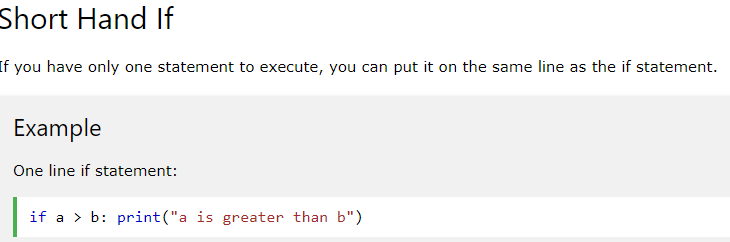 Short Hand If
If you have only one statement to execute, you can put it on the same line as the if statement.
Example
One line if statement:
if a > b: print("a is greater than b")